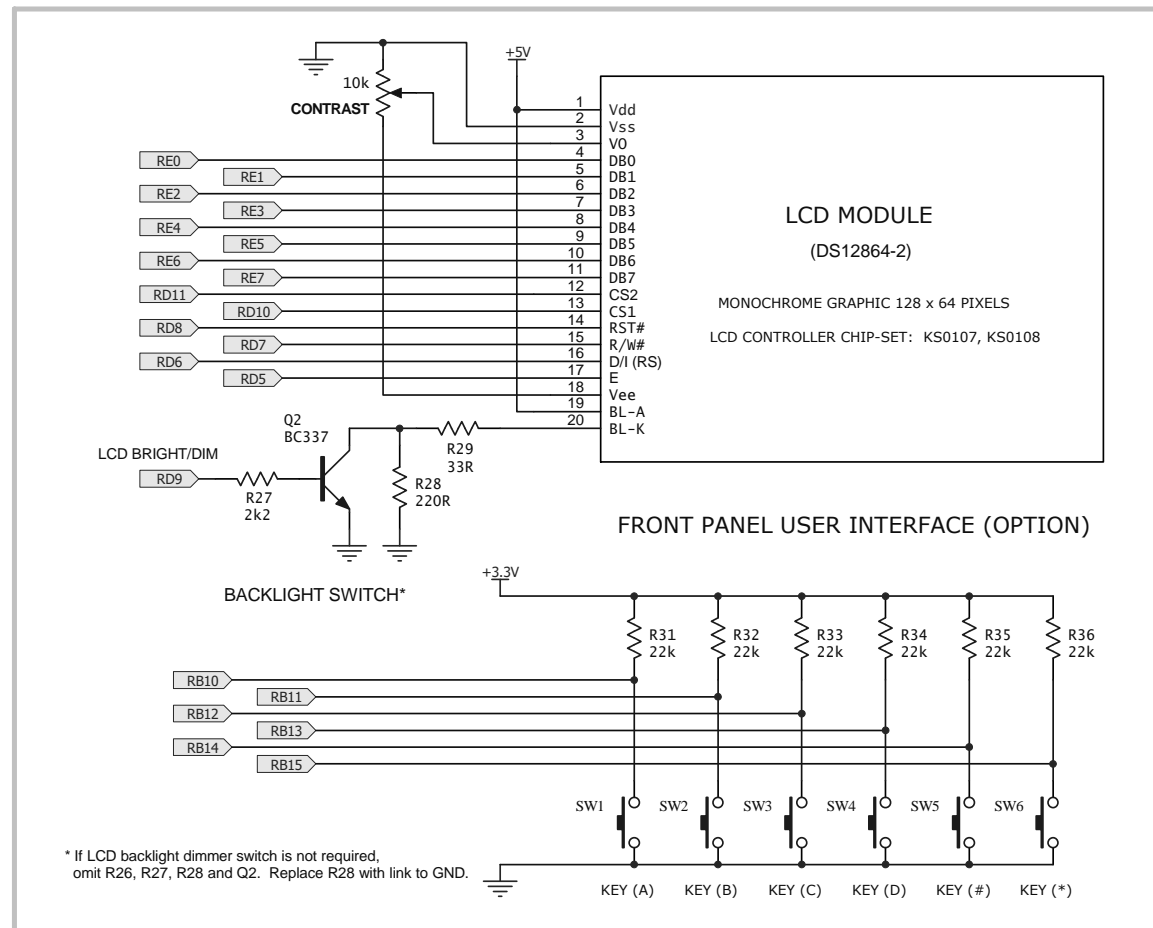 +5V
10k
CONTRAST
1 Vdd
2 Vss
3 VO
RE0 4 DB0
RE1 5 DB1
RE2 6 DB2
RE3 7 DB3
RE4 8 DB4
RE5 9 DB5
RE6 10 DB6
RE7 11 DB7
RD11 12 CS2
RD10 13 CS1
RD8 14 RST#
RD7 15 R/W#
RD6 16 D/I (RS)
RD5 17 E
18 Vee
19 BL-A
20 BL-K
LCD MODULE
(DS12864-2)
MONOCHROME GRAPHIC 128 x 64 PIXELS
LCD CONTROLLER CHIP-SET: KS0107, KS0108
Q2
BC337
R29
33R
LCD BRIGHT/DIM
RD9
R27
2k2
R28
220R
FRONT PANEL USER INTERFACE (OPTION)
BACKLIGHT SWITCH*
+3.3V
R31
22k
R32
22k
R33
22k
R34
22k
R35
22k
R36
22k
RB10
RB11
RB12
RB13
RB14
RB15
SW1 SW2 SW3 SW4 SW5 SW6
* If LCD backlight dimmer switch is not required,
omit R26, R27, R28 and Q2. Replace R28 with link to GND.
KEY (A) KEY (B) KEY (C) KEY (D) KEY (#) KEY (*)